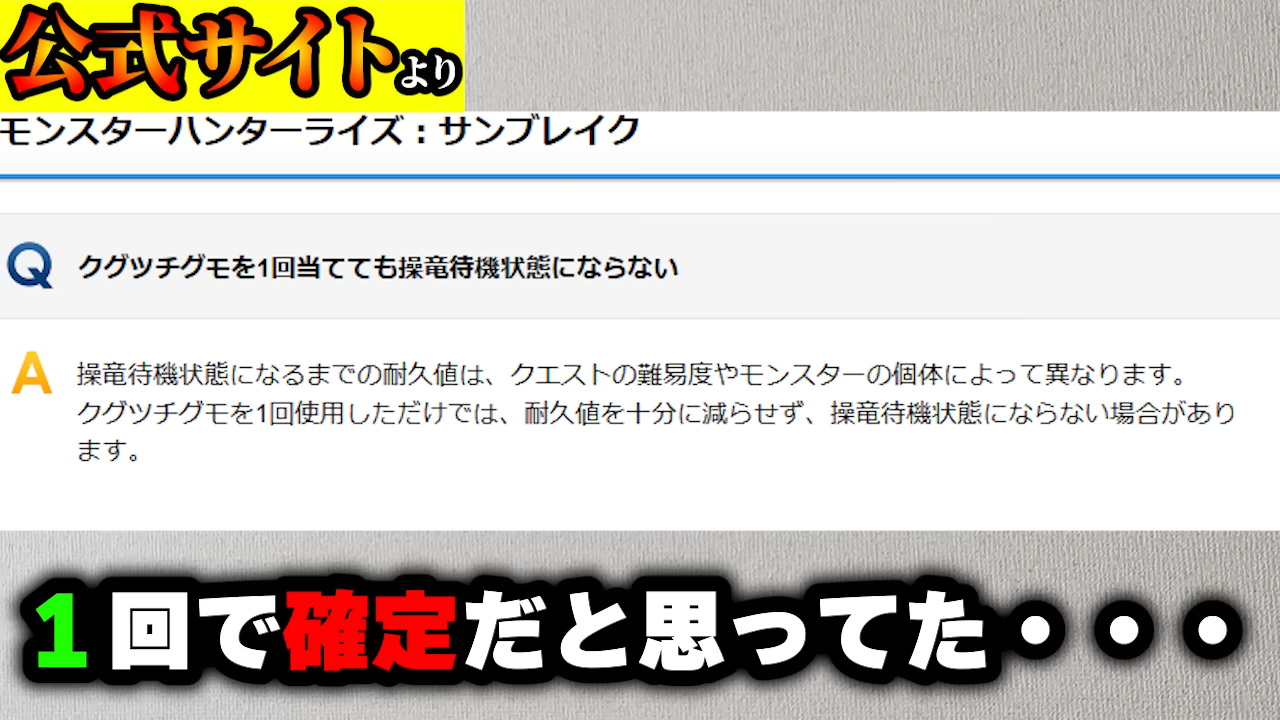 公式サイトより
モンスターハンターライズ：サンブレイク
Q クグツチグモを1回当てても操竜待機状態にならない
A 操竜待機状態になるまでの耐久値は、クエストの難易度やモンスターの個体によって異なります。
クグツチグモを1回使用しただけでは、耐久値を十分に減らせず、操竜待機状態にならない場合があり
ます。
1回で確定だと思ってた・・・